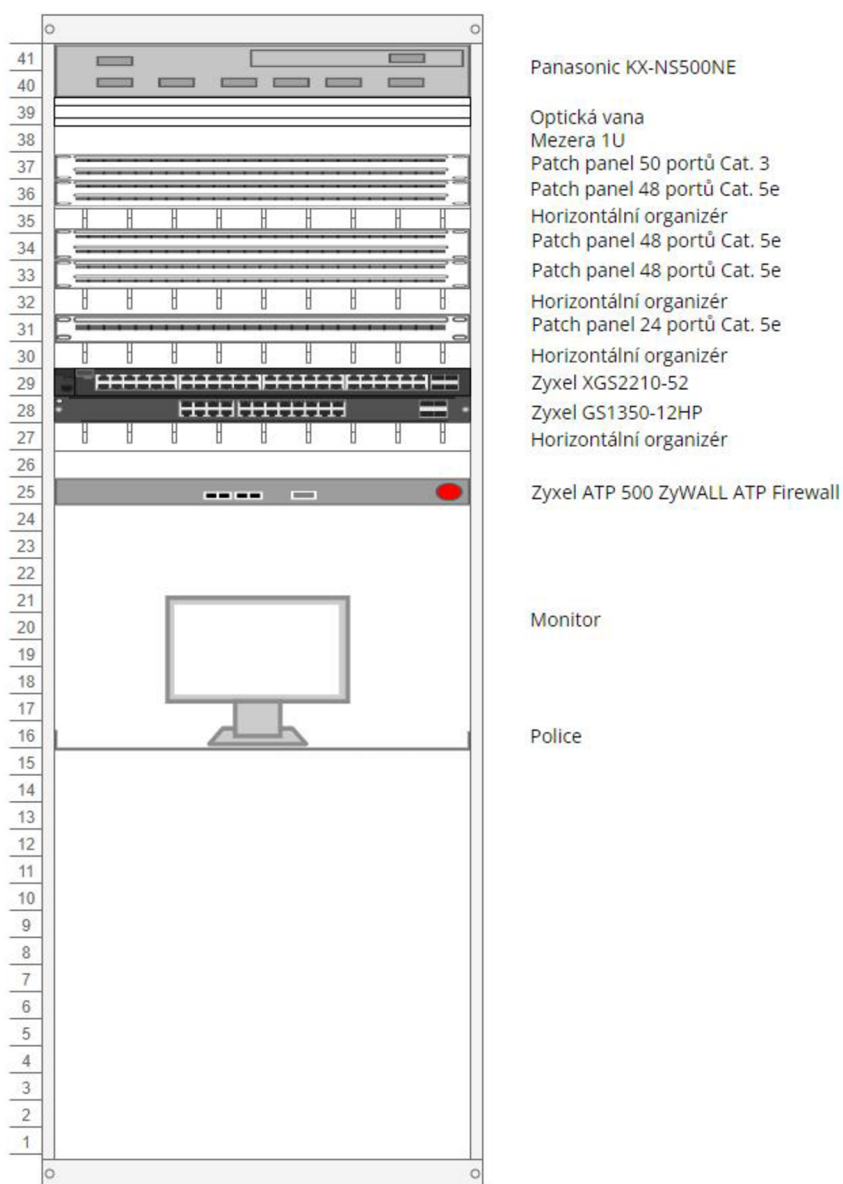 41
Panasonic KX-NS500NE
40
39
Optická vana
38
Mezera 1U
37
Patch panel 50 portů Cat. 3
36
Patch panel 48 portů Cat. 5e
35
Horizontální organizér
34
Patch panel 48 portů Cat. 5e
33
Patch panel 48 portů Cat. 5e
32
Horizontální organizér
31
Patch panel 24 portů Cat. 5e
30
Horizontální organizér
29
Zyxel XGS2210-52
28
Zyxel GS1350-12HP
27
Horizontální organizér
26
25
Zyxel ATP 500 ZyWALL ATP Firewall
24
23
22
21
20
Monitor
19
18
17
16
Police
15
14
13
12
11
10
9
8
7
6
5
4
3
2
1